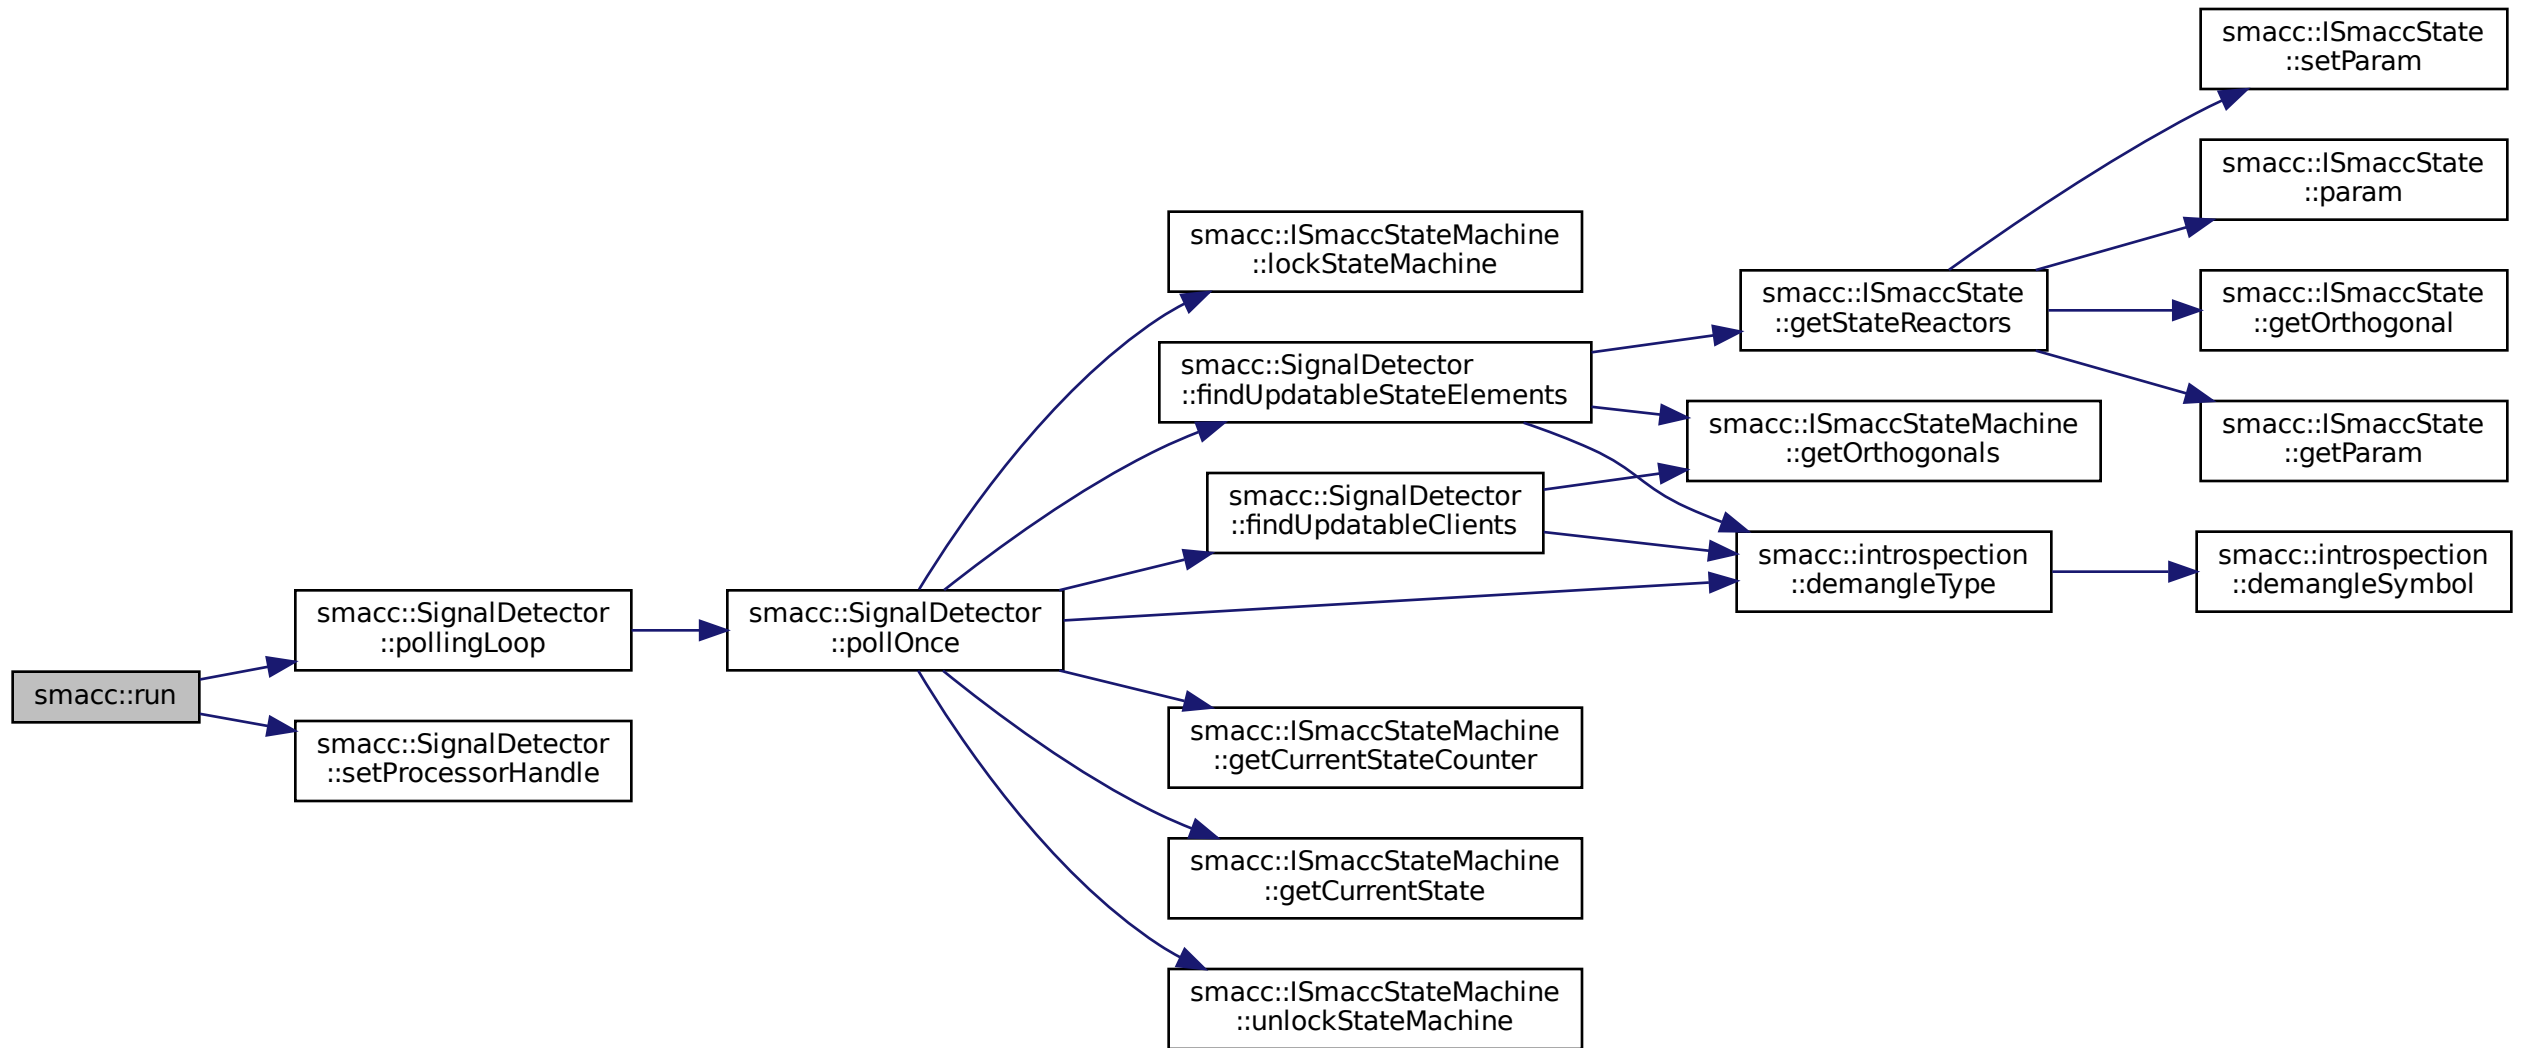 smacc::run
smacc::SignalDetector
::pollingLoop
smacc::SignalDetector
::setProcessorHandle
smacc::SignalDetector
::pollOnce
smacc::ISmaccStateMachine
::lockStateMachine
smacc::SignalDetector
::findUpdatableStateElements
smacc::SignalDetector
::findUpdatableClients
smacc::ISmaccStateMachine
::getCurrentStateCounter
smacc::ISmaccStateMachine
::getCurrentState
smacc::ISmaccStateMachine
::unlockStateMachine
smacc::ISmaccState
::getStateReactors
smacc::ISmaccStateMachine
::getOrthogonals
smacc::introspection
::demangleType
smacc::ISmaccState
::setParam
smacc::ISmaccState
::param
smacc::ISmaccState
::getOrthogonal
smacc::ISmaccState
::getParam
smacc::introspection
::demangleSymbol